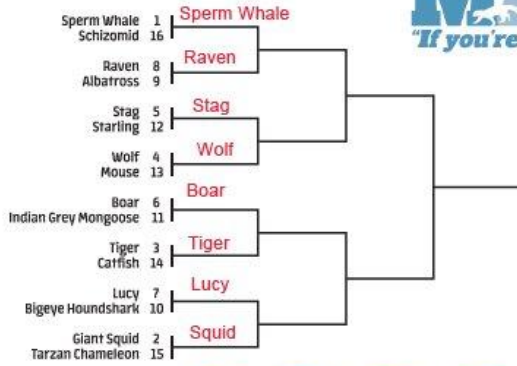 Sperm Whale 1 Sperm Whale
Schizomid 16
"If you're
Raven 8 Raven
Albatross 9
Stag 5 Stag
Starling 12
Wolf 4 Wolf
Mouse 13
Boar 6 Boar
Indian Grey Mongoose 11
Tiger 3 Tiger
Catfish 14
Lucy 7 Lucy
Bigeye Houndshark 10
Giant Squid 2 Squid
Tarzan Chameleon 15